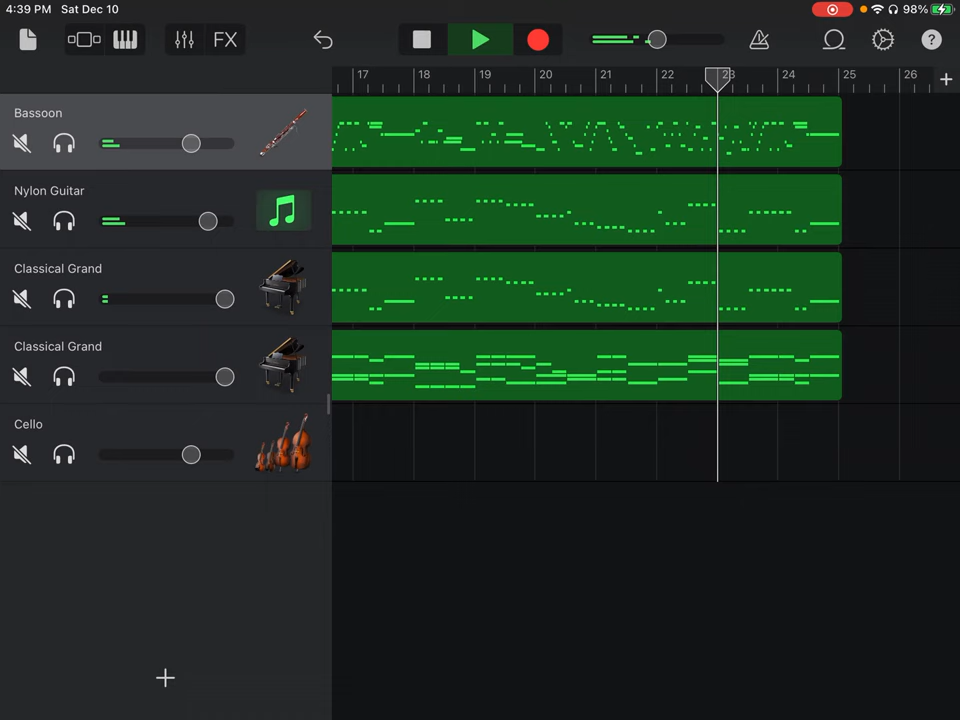 4:39 PM Sat Dec 10 98%
FX ?
17 18 19 20 21 22 23 24 25 26 +
Bassoon
Nylon Guitar
Classical Grand
Classical Grand
Cello
+